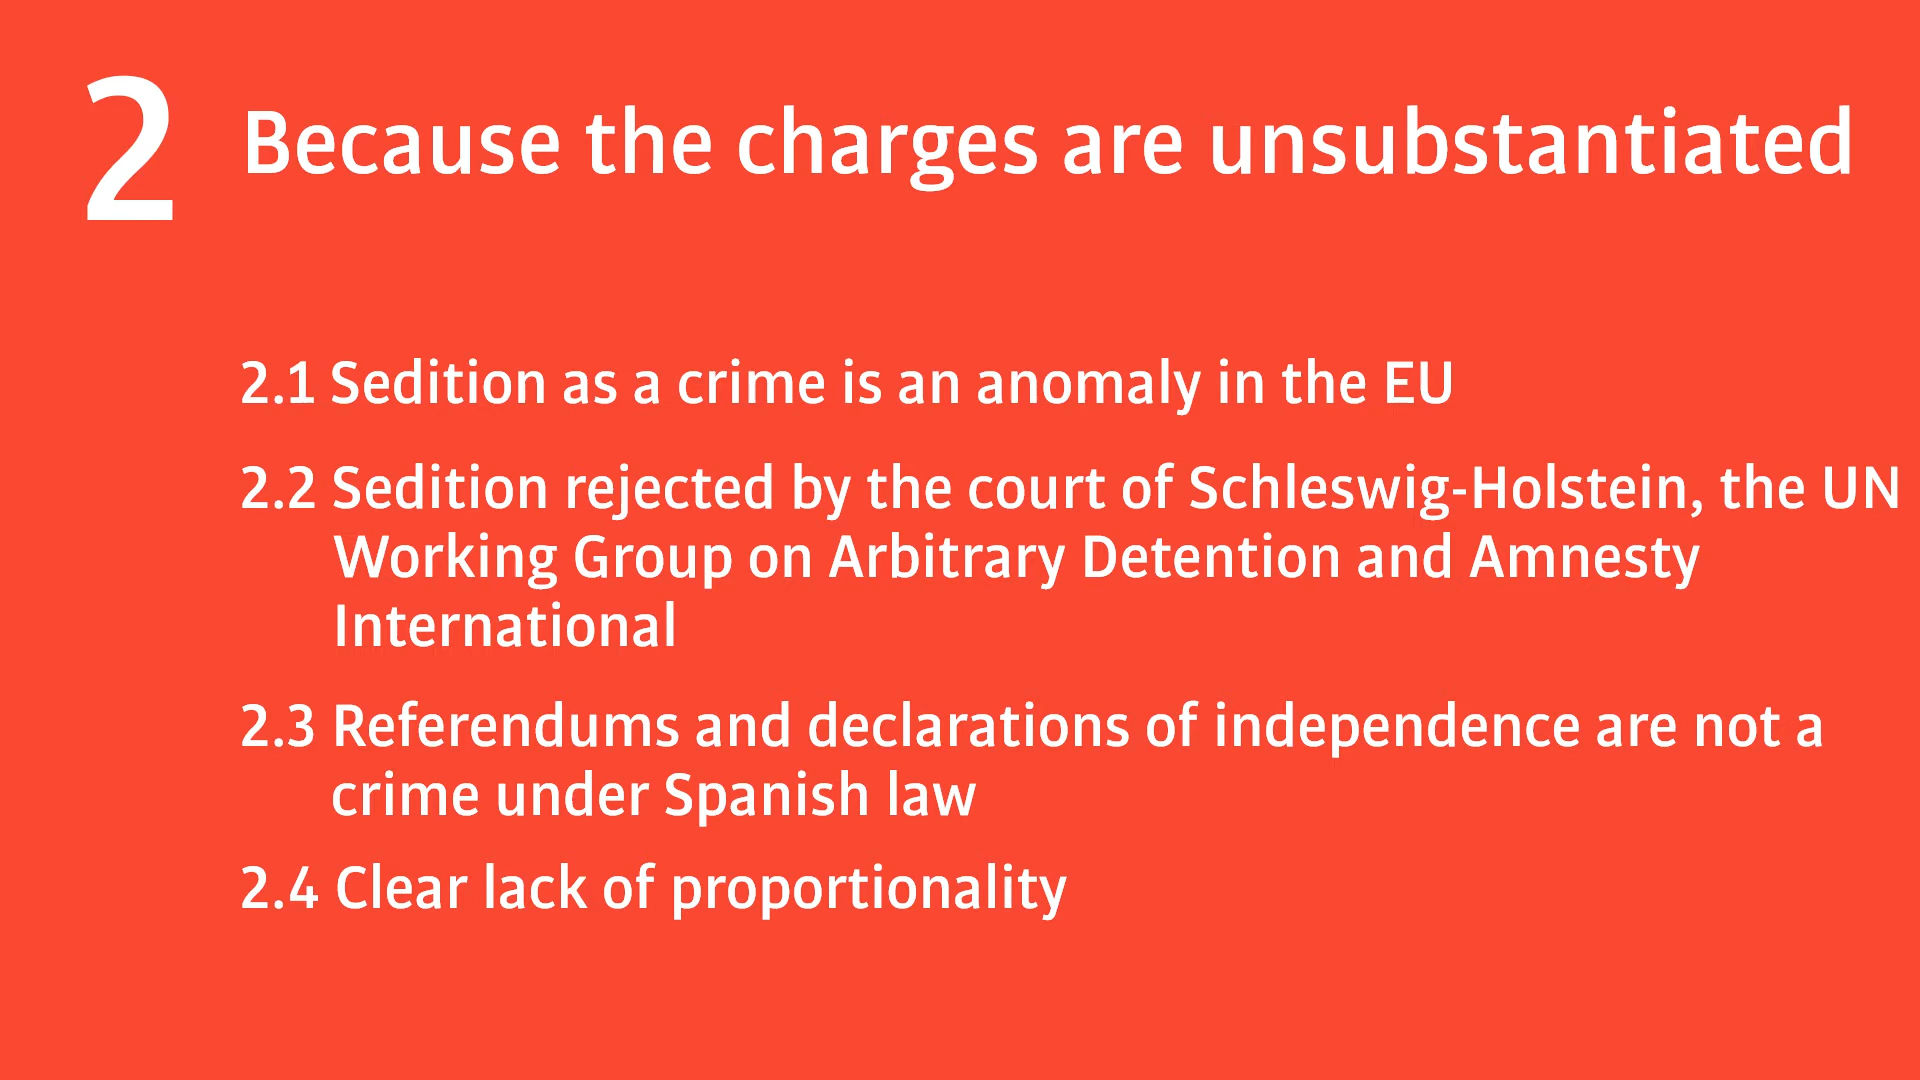 2 Because the charges are unsubstantiated
2.1 Sedition as a crime is an anomaly in the EU
2.2 Sedition rejected by the court of Schleswig-Holstein, the UN
Working Group on Arbitrary Detention and Amnesty
International
2.3 Referendums and declarations of independence are not a
crime under Spanish law
2.4 Clear lack of proportionality